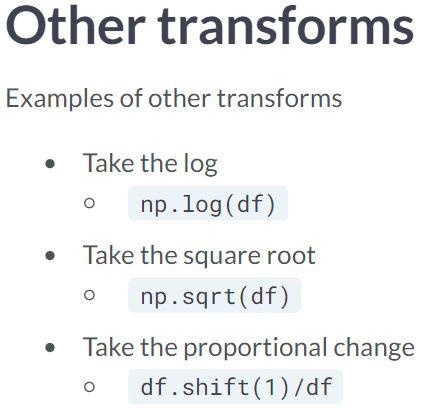 Other transforms
Examples of other transforms
• Take the log
○ np.log(df)
• Take the square root
○ np.sqrt(df)
• Take the proportional change
○ df.shift(1)/df